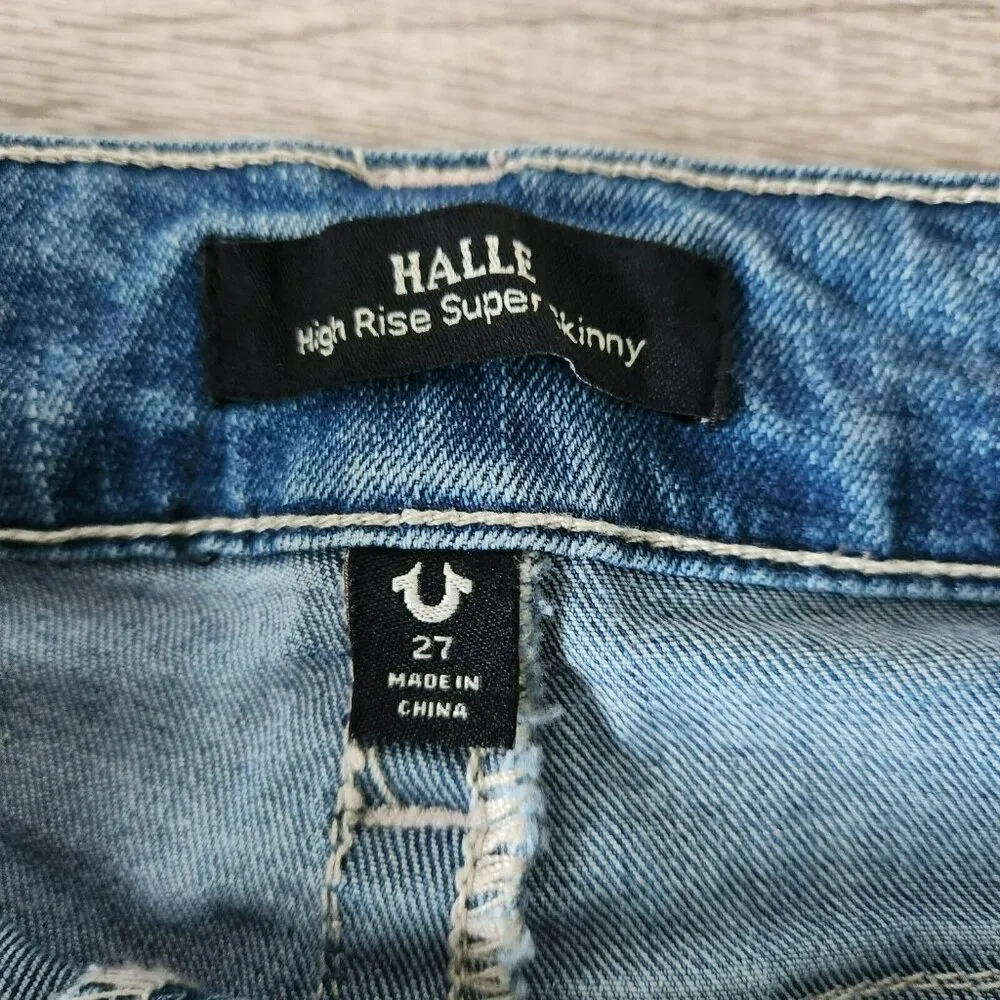 HALLE
High Rise Super Skinny
27
MADE IN
CHINA